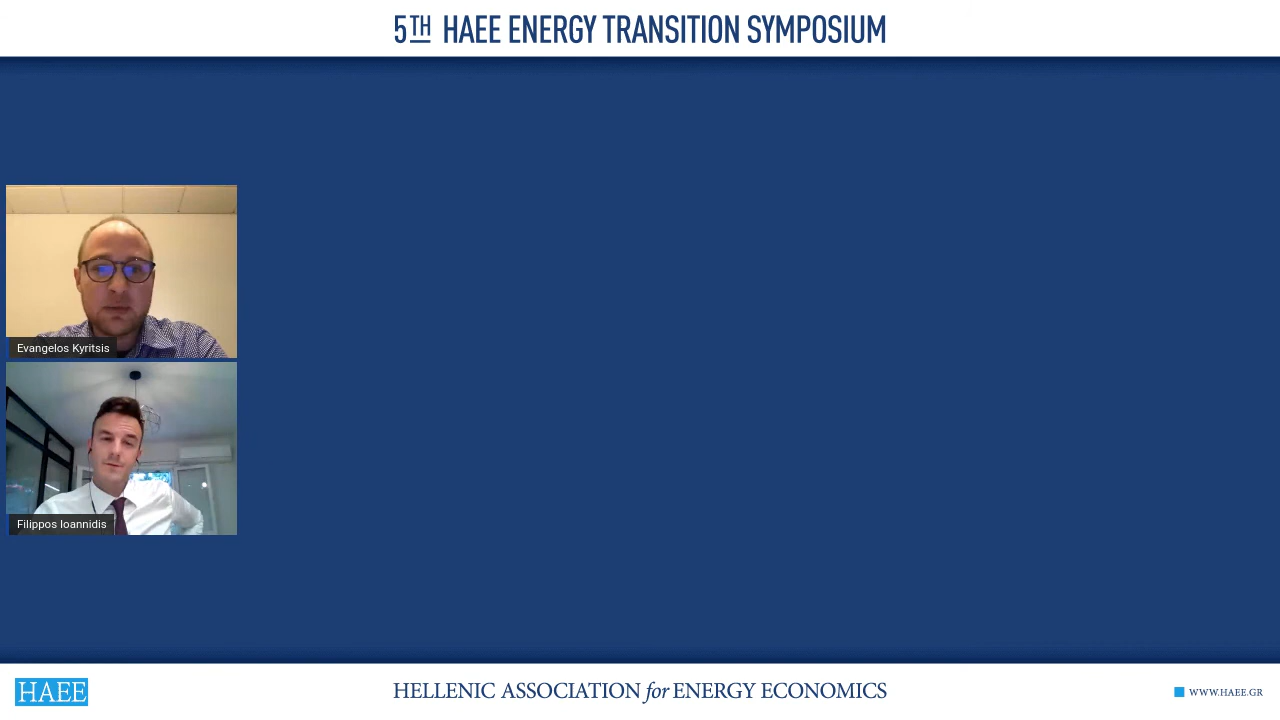 5TH HAEE ENERGY TRANSITION SYMPOSIUM
Evangelos Kyritsis
Filippos Ioannidis
HAEE
HELLENIC ASSOCIATION for ENERGY ECONOMICS
WWW.HAEE.GR